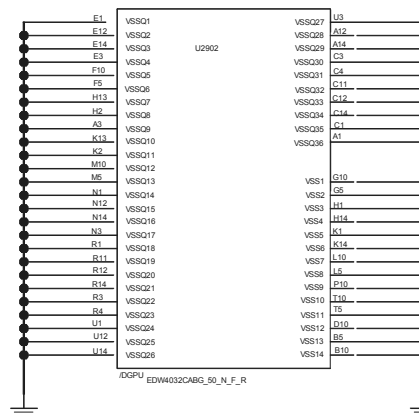 E1 VSSQ1 VSSQ27 U3
E12 VSSQ2 U2902 VSSQ28 A12
E14 VSSQ3 VSSQ29 A14
E3 VSSQ4 VSSQ30 C3
F10 VSSQ5 VSSQ31 C4
F5 VSSQ6 VSSQ32 C11
H13 VSSQ7 VSSQ33 C12
H2 VSSQ8 VSSQ34 C14
A3 VSSQ9 VSSQ35 C1
K13 VSSQ10 VSSQ36 A1
K2 VSSQ11
M10 VSSQ12
M5 VSSQ13 VSS1 G10
N1 VSSQ14 VSS2 G5
N12 VSSQ15 VSS3 H1
N14 VSSQ16 VSS4 H14
N3 VSSQ17 VSS5 K1
R1 VSSQ18 VSS6 K14
R11 VSSQ19 VSS7 L10
R12 VSSQ20 VSS8 L5
R14 VSSQ21 VSS9 P10
R3 VSSQ22 VSS10 T10
R4 VSSQ23 VSS11 T5
U1 VSSQ24 VSS12 D10
U12 VSSQ25 VSS13 B5
U14 VSSQ26 VSS14 B10
/DGPU EDW4032CABG_50_N_F_R